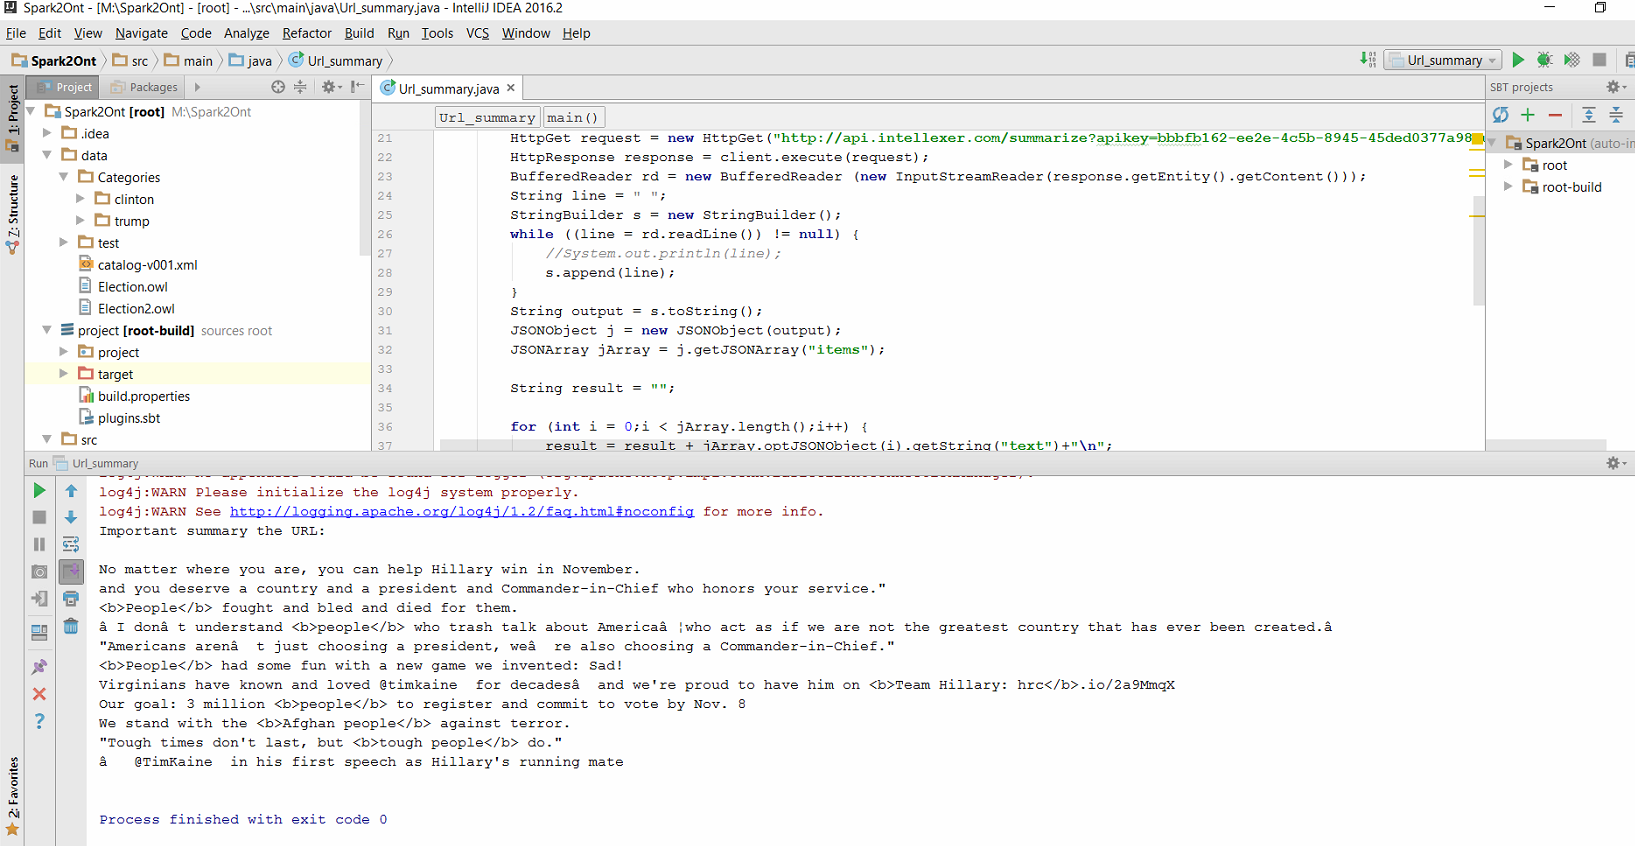 Spark2Ont - [M:\Spark2Ont] - [root] - ...\src\main\java\Url_summary.java - IntelliJ IDEA 2016.2
File Edit View Navigate Code Analyze Refactor Build Run Tools VCS Window Help
Spark2Ont src main java Url_summary
Url_summary
Project Packages
Url_summary.java
SBT projects
1: Project
7: Structure
2: Favorites
Spark2Ont [root] M:\Spark2Ont
.idea
data
Categories
clinton
trump
test
catalog-v001.xml
Election.owl
Election2.owl
project [root-build] sources root
project
target
build.properties
plugins.sbt
src
Url_summary main()
21 HttpGet request = new HttpGet("http://api.intellexer.com/summarize?apikey=bbbfb162-ee2e-4c5b-8945-45ded0377a98
22 HttpResponse response = client.execute(request);
23 BufferedReader rd = new BufferedReader (new InputStreamReader(response.getEntity().getContent()));
24 String line = " ";
25 StringBuilder s = new StringBuilder();
26 while ((line = rd.readLine()) != null) {
27 //System.out.println(line);
28 s.append(line);
29 }
30 String output = s.toString();
31 JSONObject j = new JSONObject(output);
32 JSONArray jArray = j.getJSONArray("items");
33
34 String result = "";
35
36 for (int i = 0;i < jArray.length();i++) {
37 result = result + jArray.optJSONObject(i).getString("text")+"\n";
Spark2Ont (auto-in
root
root-build
Run Url_summary
log4j:WARN Please initialize the log4j system properly.
log4j:WARN See http://logging.apache.org/log4j/1.2/faq.html#noconfig for more info.
Important summary the URL:
No matter where you are, you can help Hillary win in November.
and you deserve a country and a president and Commander-in-Chief who honors your service."
<b>People</b> fought and bled and died for them.
â I donâ t understand <b>people</b> who trash talk about Americaâ ¦who act as if we are not the greatest country that has ever been created.â
"Americans arenâ t just choosing a president, weâ re also choosing a Commander-in-Chief."
<b>People</b> had some fun with a new game we invented: Sad!
Virginians have known and loved @timkaine for decadesâ and we're proud to have him on <b>Team Hillary: hrc</b>.io/2a9MmqX
Our goal: 3 million <b>people</b> to register and commit to vote by Nov. 8
We stand with the <b>Afghan people</b> against terror.
"Tough times don't last, but <b>tough people</b> do."
â @TimKaine in his first speech as Hillary's running mate
Process finished with exit code 0